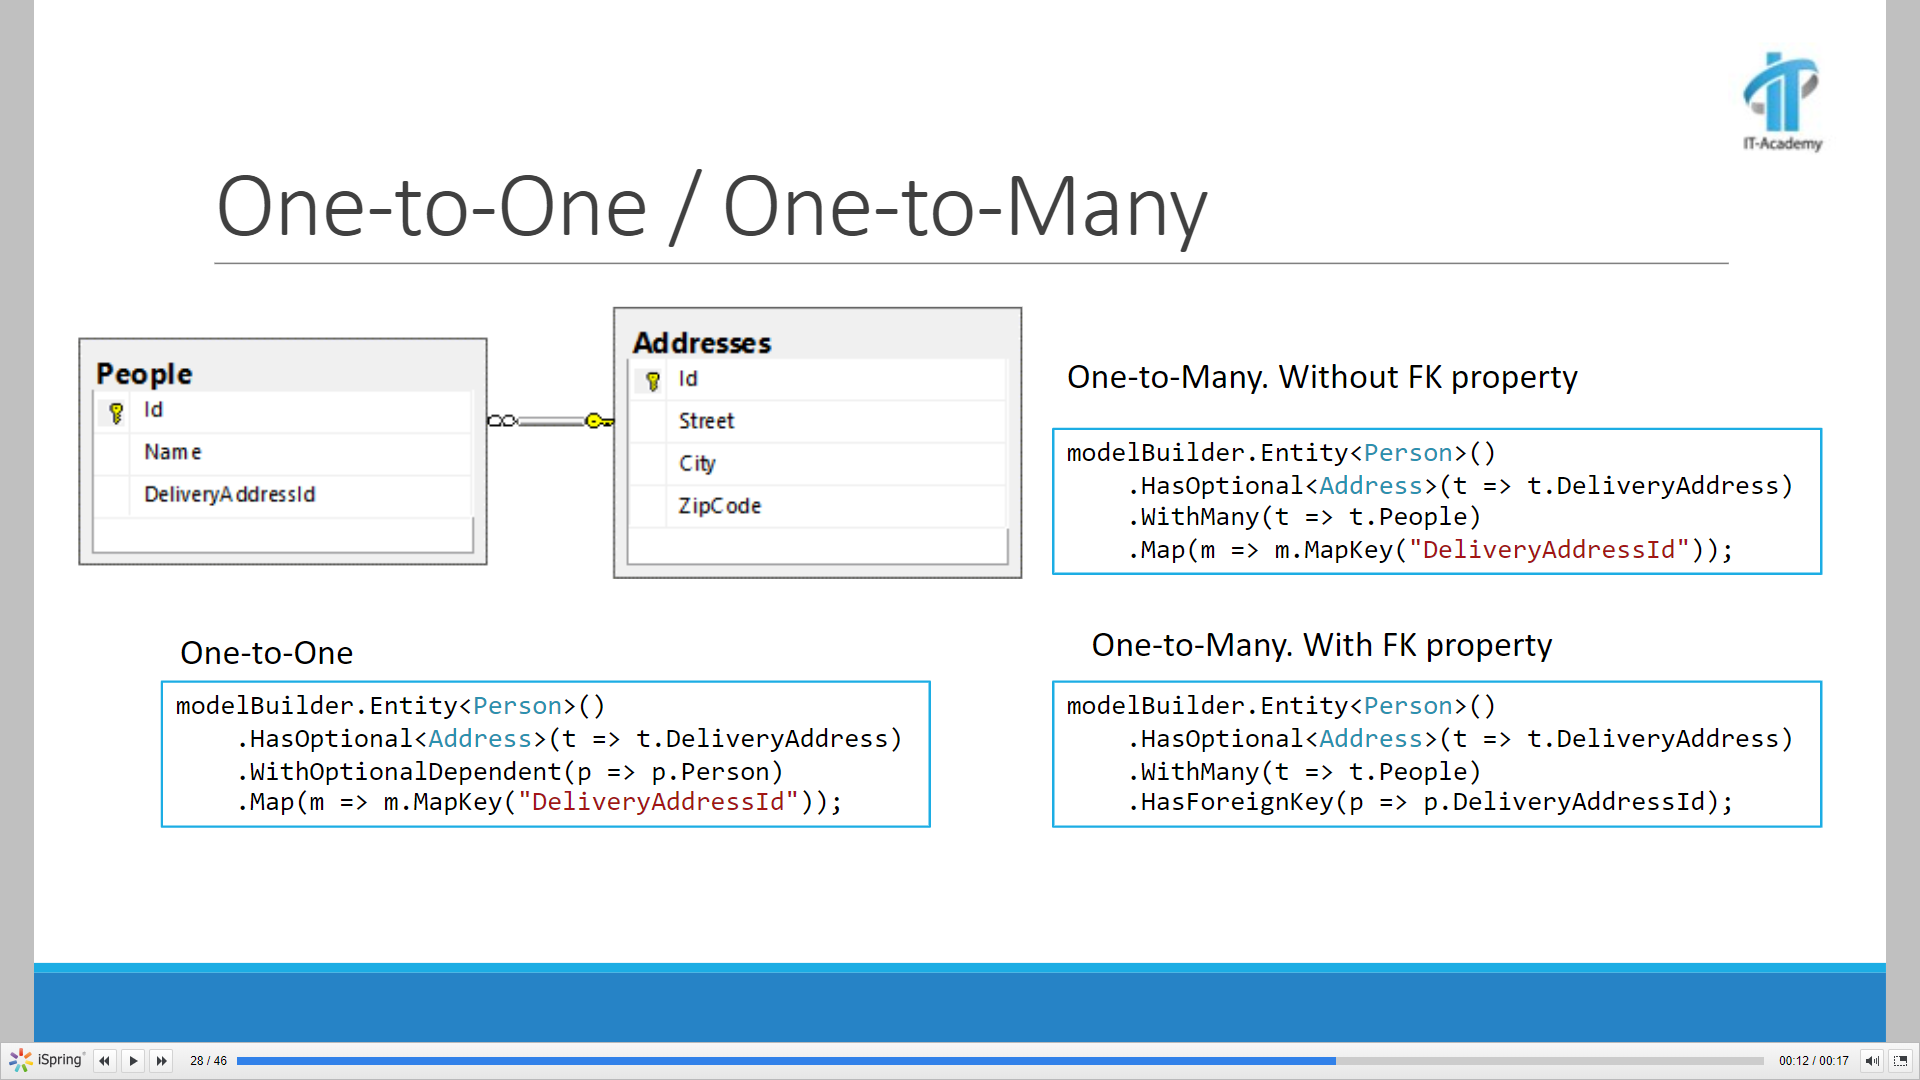 IT-Academy
One-to-One / One-to-Many
People
Id
Name
DeliveryAddressId
Addresses
Id
Street
City
ZipCode
One-to-Many. Without FK property
modelBuilder.Entity<Person>()
.HasOptional<Address>(t => t.DeliveryAddress)
.WithMany(t => t.People)
.Map(m => m.MapKey("DeliveryAddressId"));
One-to-One
modelBuilder.Entity<Person>()
.HasOptional<Address>(t => t.DeliveryAddress)
.WithOptionalDependent(p => p.Person)
.Map(m => m.MapKey("DeliveryAddressId"));
One-to-Many. With FK property
modelBuilder.Entity<Person>()
.HasOptional<Address>(t => t.DeliveryAddress)
.WithMany(t => t.People)
.HasForeignKey(p => p.DeliveryAddressId);
iSpring
28 / 46
00:12 / 00:17